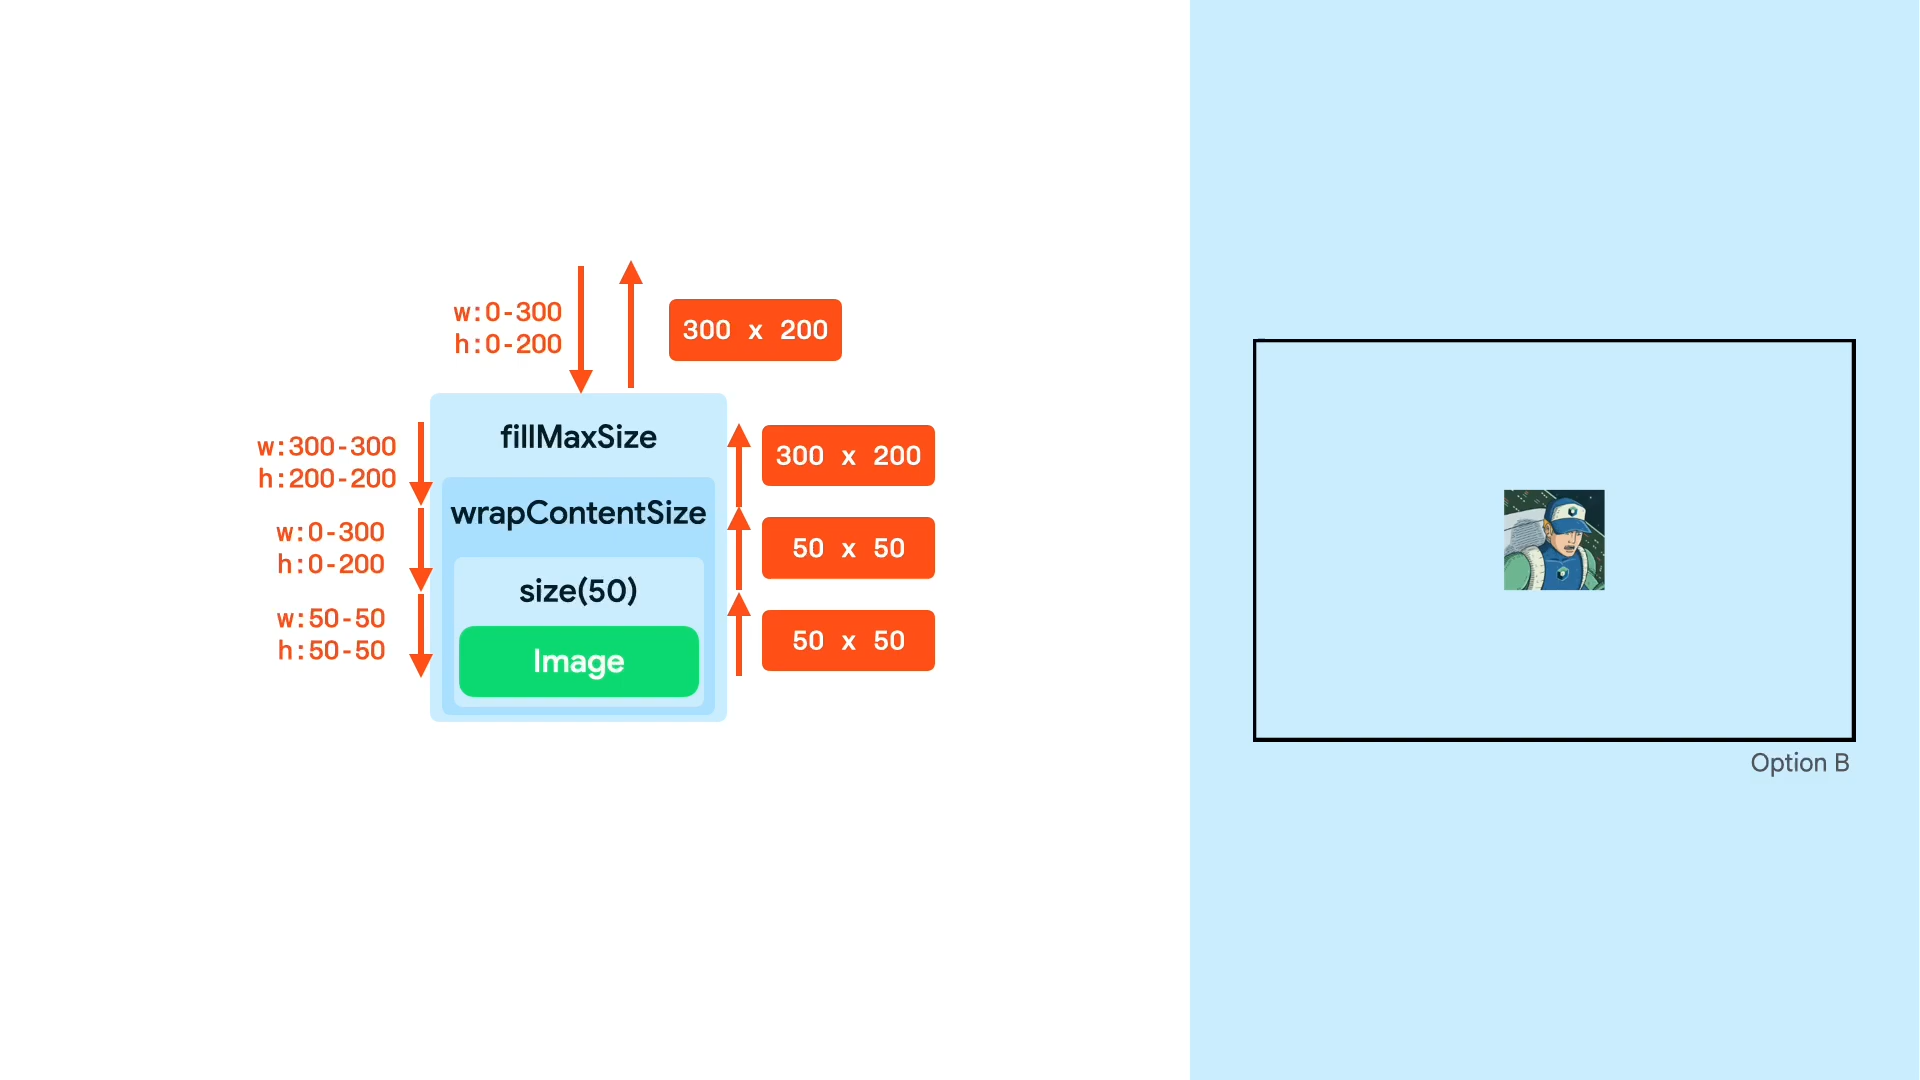 w:0-300
h:0-200
300 x 200
fillMaxSize
w:300-300
h:200-200
300 x 200
wrapContentSize
w:0-300
h:0-200
50 x 50
size(50)
w:50-50
h:50-50
50 x 50
Image
Option B